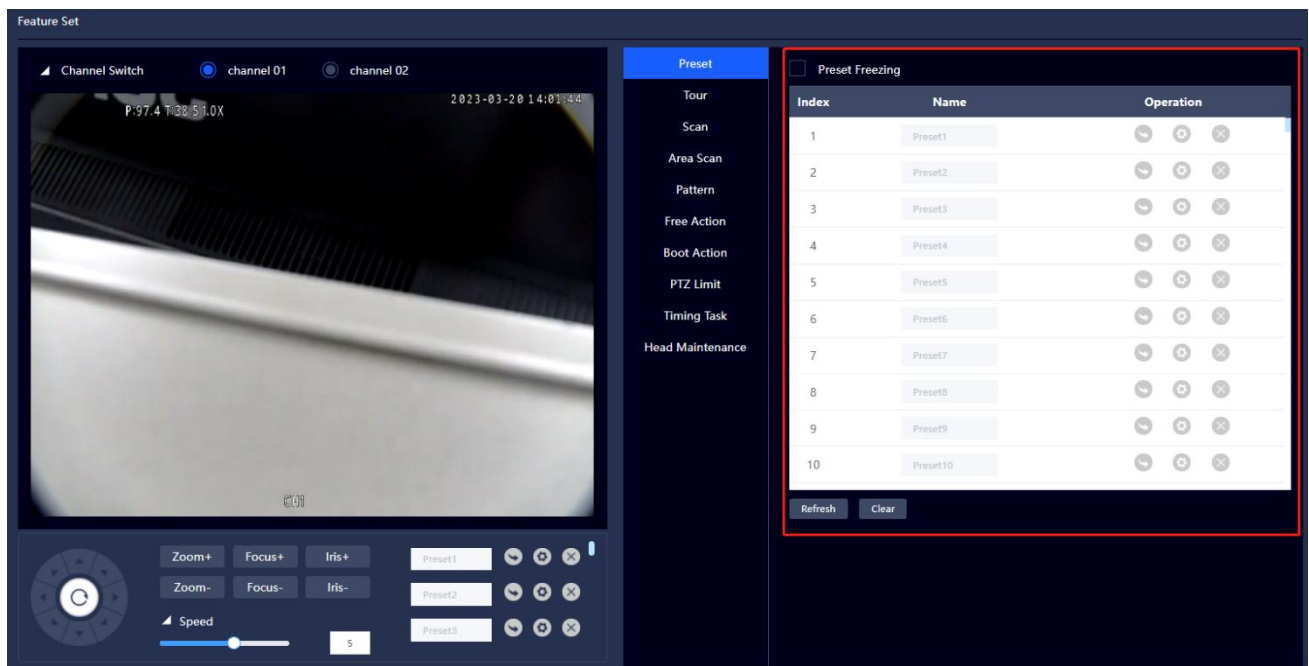 Feature Set
Channel Switch channel 01 channel 02
P:97.4 T:38.5 1.0X
2023-03-20 14:01:44
CH1
Zoom+ Focus+ Iris+
Zoom- Focus- Iris-
Speed
5
Preset1
Preset2
Preset3
Preset
Tour
Scan
Area Scan
Pattern
Free Action
Boot Action
PTZ Limit
Timing Task
Head Maintenance
Preset Freezing
Index Name Operation
1 Preset1
2 Preset2
3 Preset3
4 Preset4
5 Preset5
6 Preset6
7 Preset7
8 Preset8
9 Preset9
10 Preset10
Refresh Clear